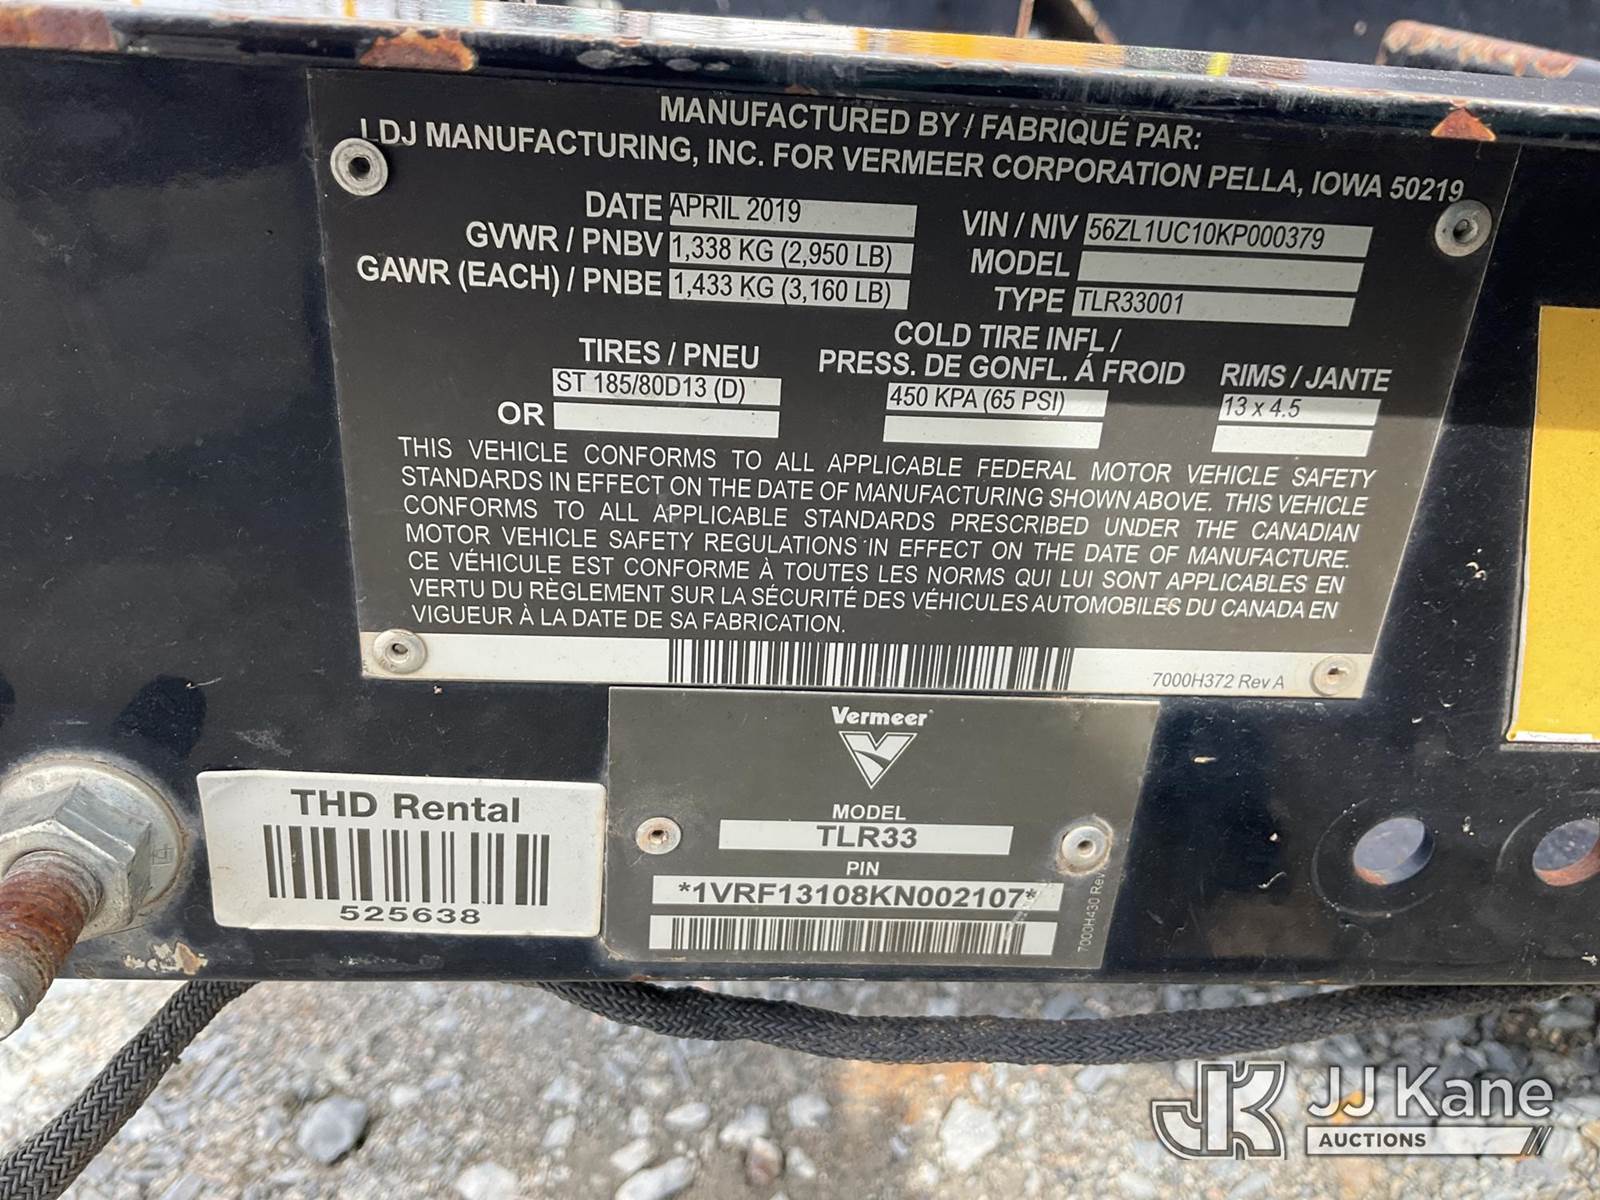 MANUFACTURED BY / FABRIQUÉ PAR:
LDJ MANUFACTURING, INC. FOR VERMEER CORPORATION PELLA, IOWA 50219
DATE APRIL 2019
GVWR / PNBV 1,338 KG (2,950 LB)
GAWR (EACH) / PNBE 1,433 KG (3,160 LB)
VIN / NIV 56ZL1UC10KP000379
MODEL
TYPE TLR33001
TIRES / PNEU
ST 185/80D13 (D)
OR
COLD TIRE INFL /
PRESS. DE GONFL. Á FROID
450 KPA (65 PSI)
RIMS / JANTE
13 x 4.5
THIS VEHICLE CONFORMS TO ALL APPLICABLE FEDERAL MOTOR VEHICLE SAFETY
STANDARDS IN EFFECT ON THE DATE OF MANUFACTURING SHOWN ABOVE. THIS VEHICLE
CONFORMS TO ALL APPLICABLE STANDARDS PRESCRIBED UNDER THE CANADIAN
MOTOR VEHICLE SAFETY REGULATIONS IN EFFECT ON THE DATE OF MANUFACTURE.
CE VÉHICULE EST CONFORME À TOUTES LES NORMS QUI LUI SONT APPLICABLES EN
VERTU DU RÈGLEMENT SUR LA SÉCURITÉ DES VÉHICULES AUTOMOBILES DU CANADA EN
VIGUEUR À LA DATE DE SA FABRICATION.
7000H372 Rev A
Vermeer
MODEL
TLR33
PIN
*1VRF13108KN002107*
7000H430 Rev
THD Rental
525638
JJ Kane
AUCTIONS